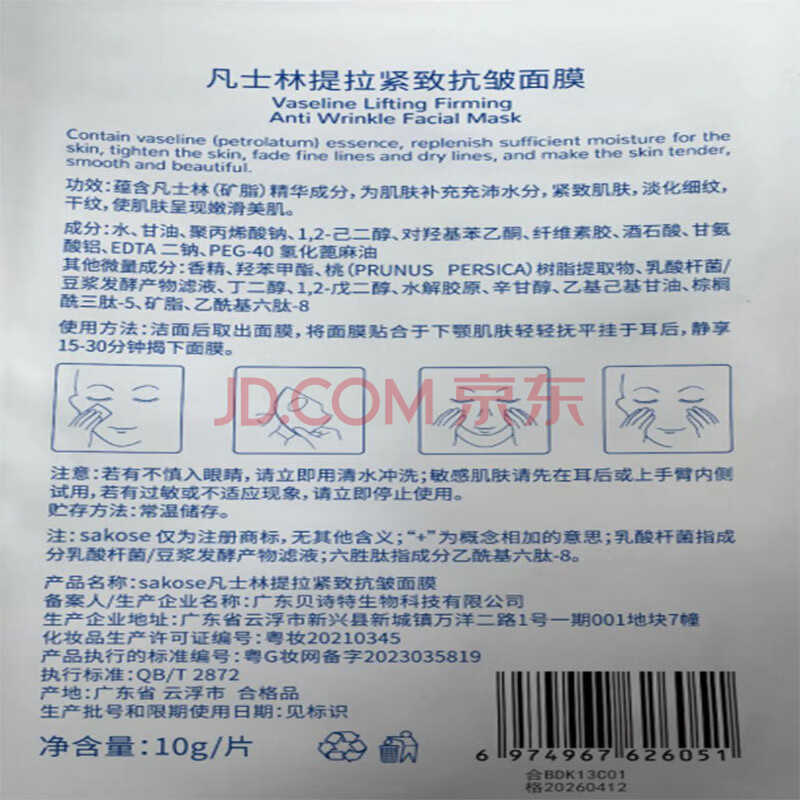 凡士林提拉紧致抗皱面膜
Vaseline Lifting Firming
Anti Wrinkle Facial Mask
Contain vaseline (petrolatum) essence, replenish sufficient moisture for the
skin, tighten the skin, fade fine lines and dry lines, and make the skin tender,
smooth and beautiful.
功效:蕴含凡士林(矿脂)精华成分,为肌肤补充充沛水分,紧致肌肤,淡化细纹,
干纹,使肌肤呈现嫩滑美肌。
成分:水、甘油、聚丙烯酸钠、1,2-己二醇、对羟基苯乙酮、纤维素胶、酒石酸、甘氨
酸铝、EDTA 二钠、PEG-40 氢化蓖麻油
其他微量成分:香精、羟苯甲酯、桃(PRUNUS PERSICA)树脂提取物、乳酸杆菌/
豆浆发酵产物滤液、丁二醇、1,2-戊二醇、水解胶原、辛甘醇、乙基己基甘油、棕榈
酰三肽-5、矿脂、乙酰基六肽-8
使用方法:洁面后取出面膜,将面膜贴合于下颚肌肤轻轻抚平挂于耳后,静享
15-30分钟揭下面膜。
JD.COM 京东
注意:若有不慎入眼睛,请立即用清水冲洗;敏感肌肤请先在耳后或上手臂内侧
试用,若有过敏或不适应现象,请立即停止使用。
贮存方法:常温储存。
注: sakose 仅为注册商标,无其他含义;“+”为概念相加的意思;乳酸杆菌指成
分乳酸杆菌/豆浆发酵产物滤液;六胜肽指成分乙酰基六肽-8。
产品名称:sakose凡士林提拉紧致抗皱面膜
备案人/生产企业名称:广东贝诗特生物科技有限公司
生产企业地址:广东省云浮市新兴县新城镇万洋二路1号一期001地块7幢
化妆品生产许可证编号:粤妆20210345
产品执行的标准编号:粤G妆网备字2023035819
执行标准:QB/T 2872
产地:广东省 云浮市 合格品
生产批号和限期使用日期:见标识
净含量:10g/片
6 974967 626051
合BDK13C01
格20260412